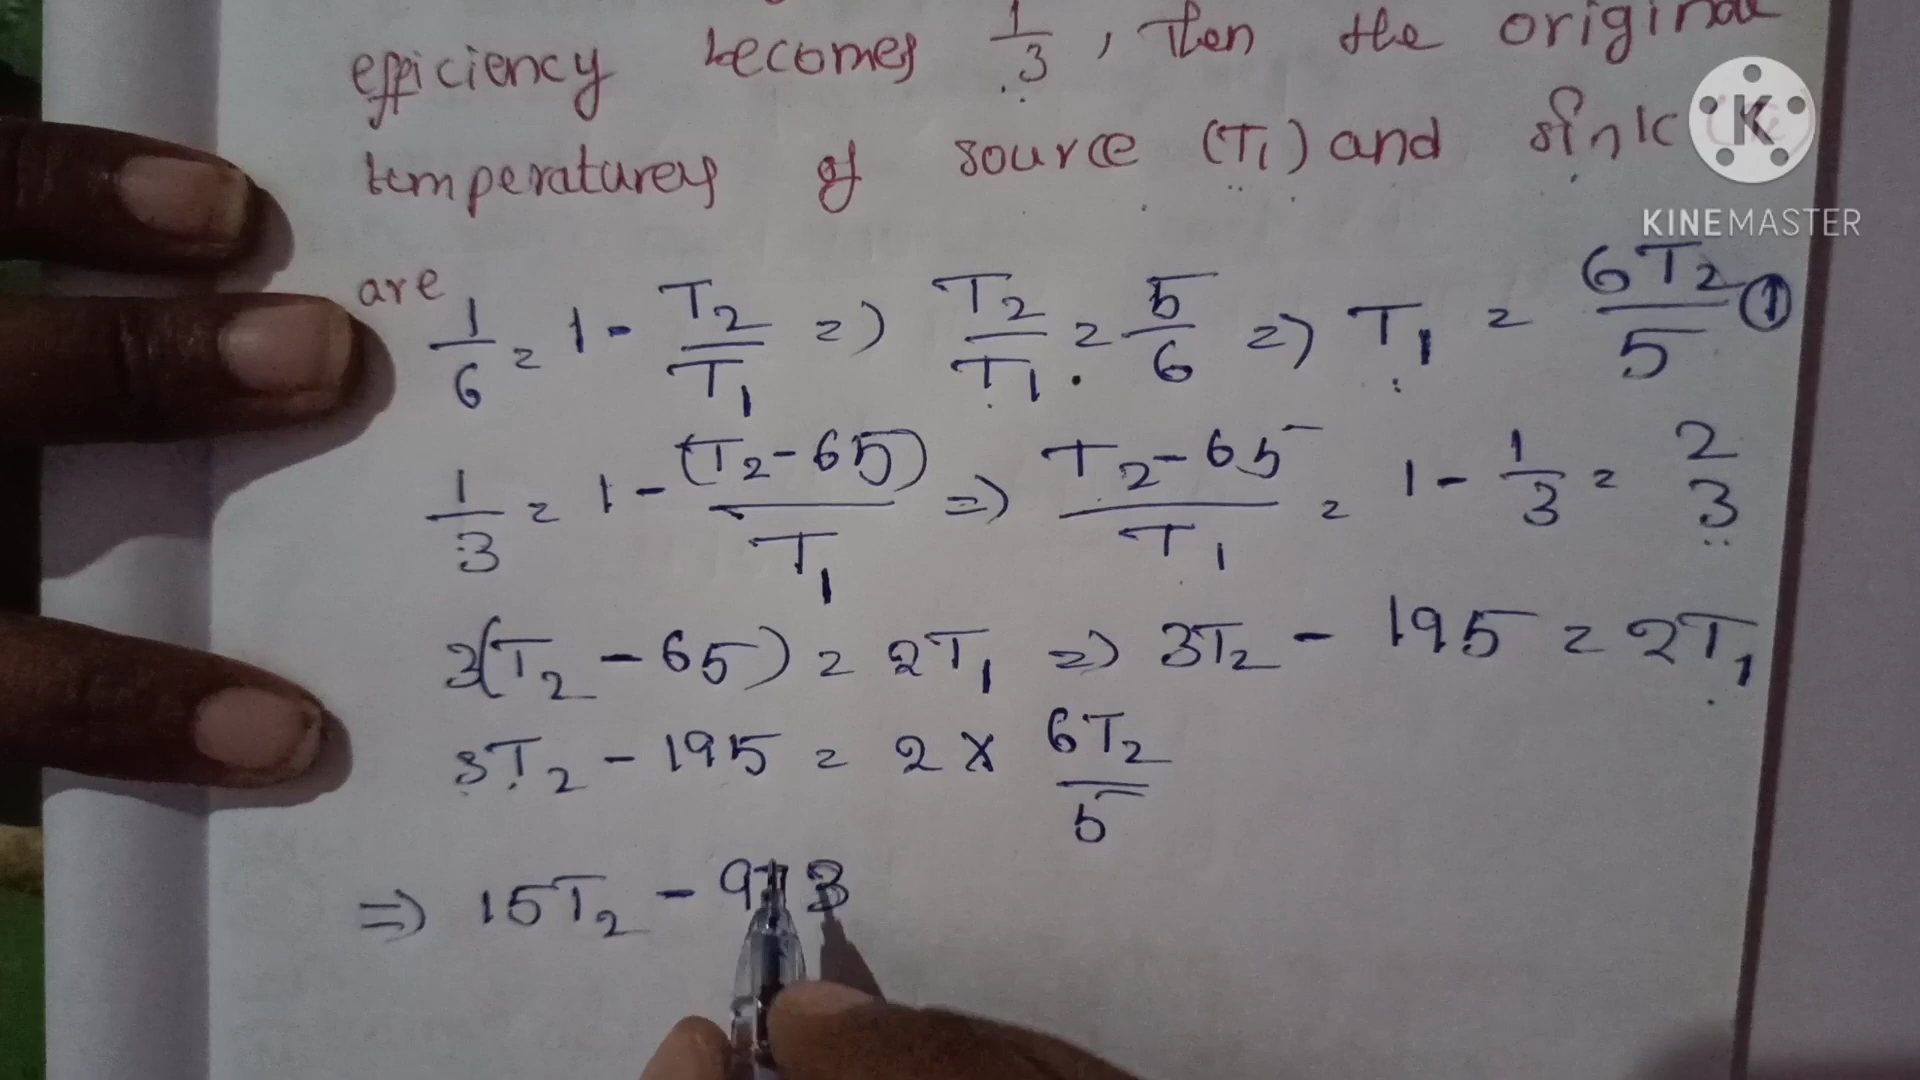 efficiency becomes 1/3, Then the original
temperatures of source (T1) and sink
K
KINEMASTER
are
1/6 = 1 - T2/T1 => T2/T1 = 5/6 => T1 = 6T2/5 ①
1/3 = 1 - (T2-65)/T1 => T2-65/T1 = 1 - 1/3 = 2/3
3(T2 - 65) = 2T1 => 3T2 - 195 = 2T1
3T2 - 195 = 2 × 6T2/5
=> 15T2 - 9